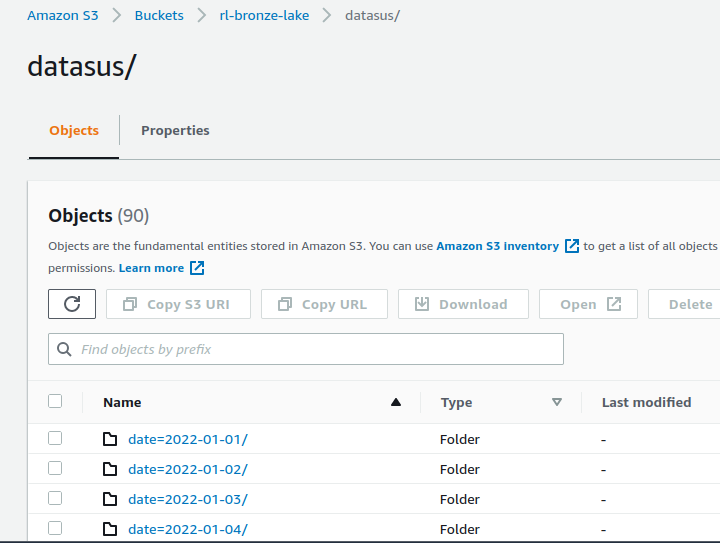 Amazon S3 > Buckets > rl-bronze-lake > datasus/
datasus/
Objects Properties
Objects (90)
Objects are the fundamental entities stored in Amazon S3. You can use Amazon S3 inventory to get a list of all objects
permissions. Learn more
Copy S3 URI Copy URL Download Open Delete
Find objects by prefix
Name Type Last modified
date=2022-01-01/ Folder -
date=2022-01-02/ Folder -
date=2022-01-03/ Folder -
date=2022-01-04/ Folder -